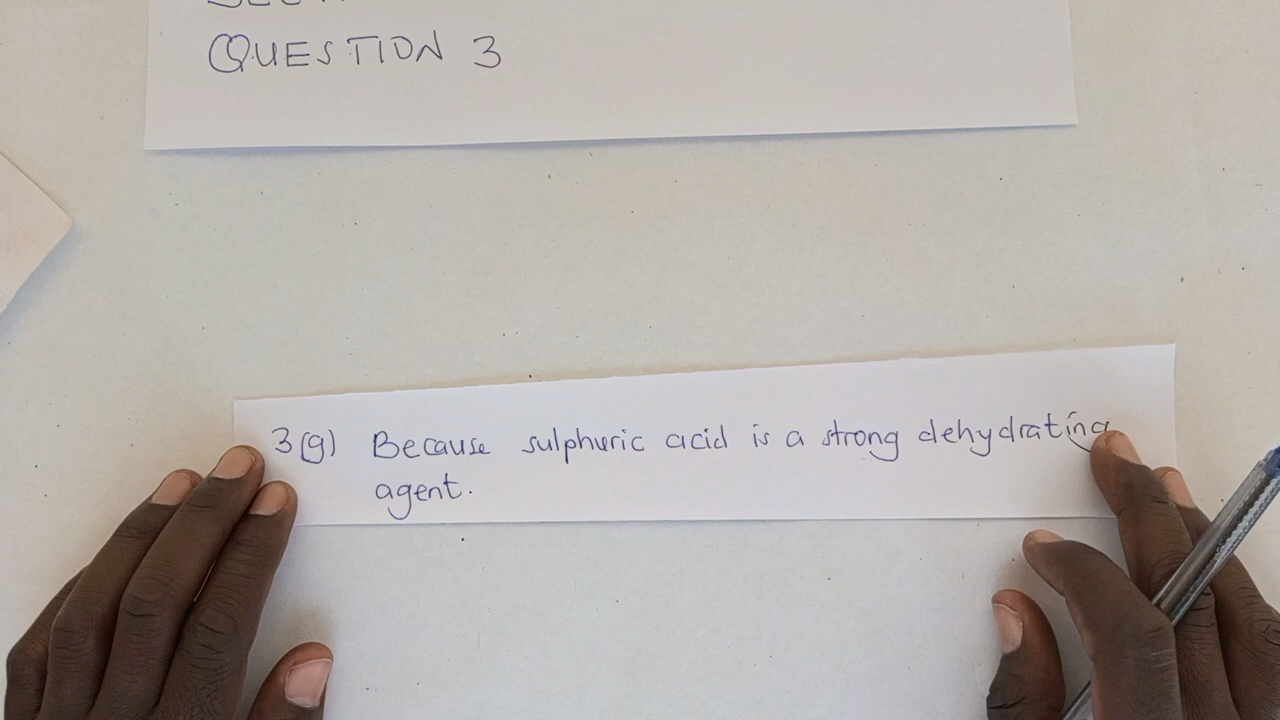 QUESTION 3
3(g) Because sulphuric acid is a strong dehydrating
agent.